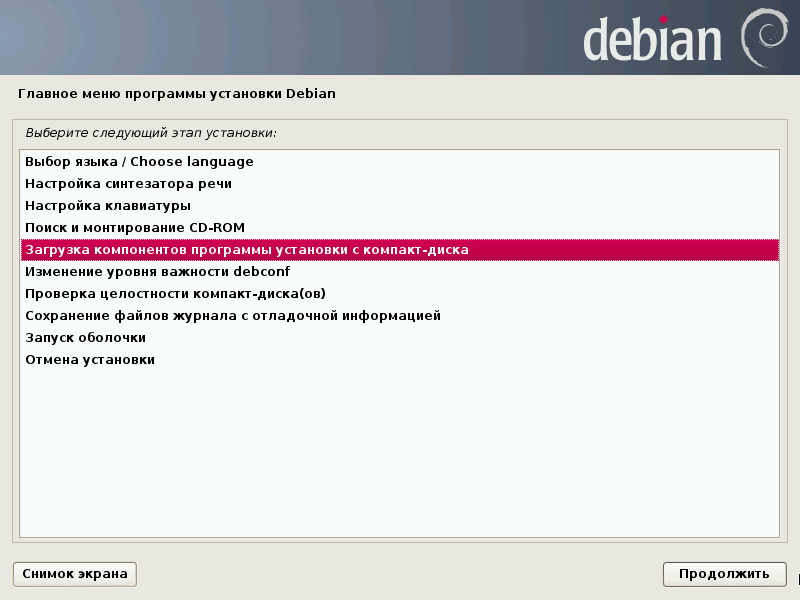 debian
Главное меню программы установки Debian
Выберите следующий этап установки:
Выбор языка / Choose language
Настройка синтезатора речи
Настройка клавиатуры
Поиск и монтирование CD-ROM
Загрузка компонентов программы установки с компакт-диска
Изменение уровня важности debconf
Проверка целостности компакт-диска(ов)
Сохранение файлов журнала с отладочной информацией
Запуск оболочки
Отмена установки
Снимок экрана
Продолжить